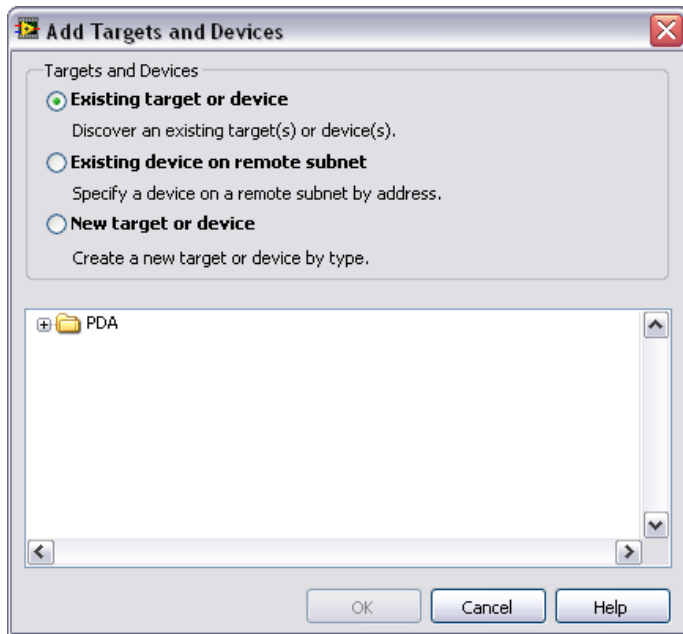 Add Targets and Devices
Targets and Devices
Existing target or device
Discover an existing target(s) or device(s).
Existing device on remote subnet
Specify a device on a remote subnet by address.
New target or device
Create a new target or device by type.
PDA
OK
Cancel
Help